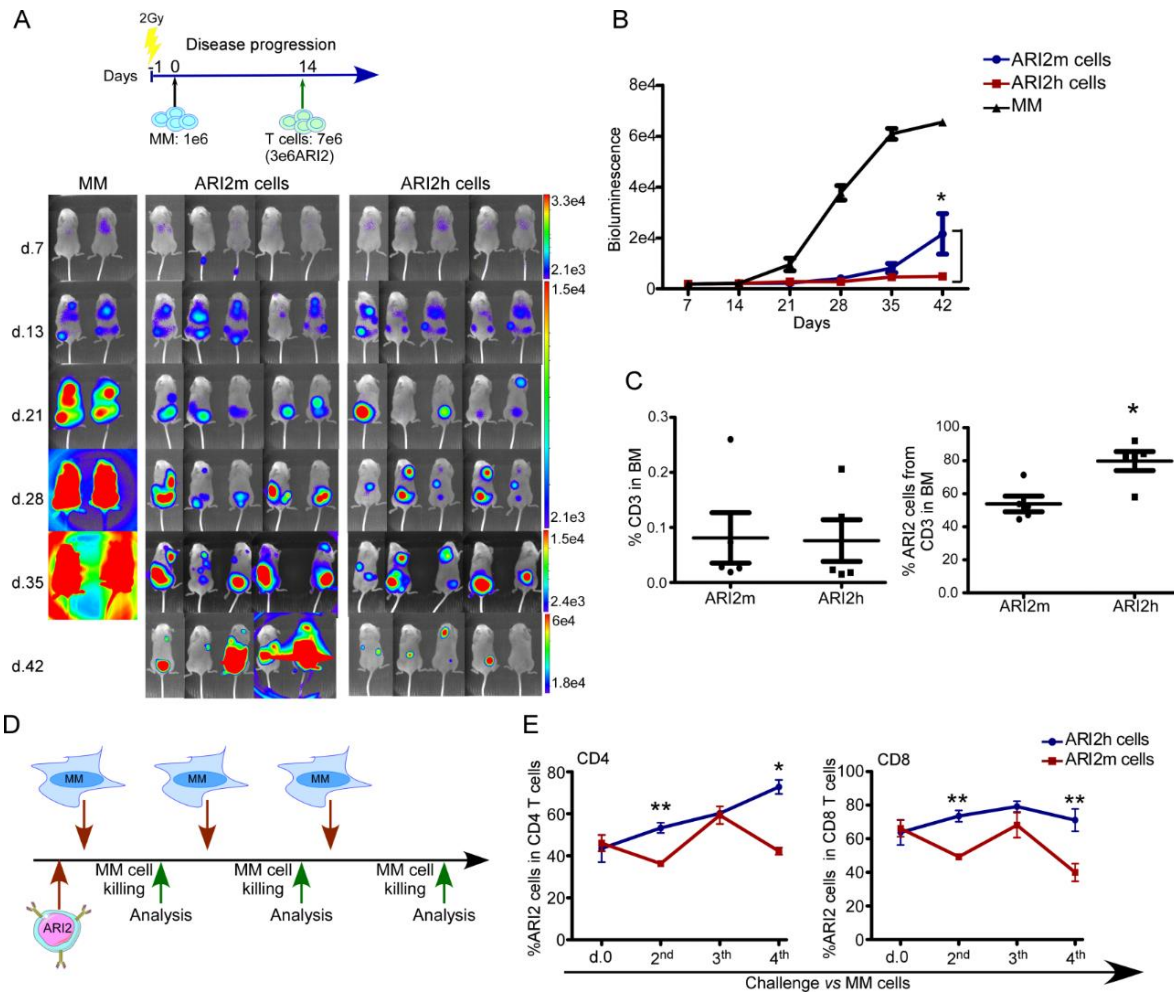 A
2Gy
Disease progression
-1 0 14
Days
MM: 1e6
T cells: 7e6
(3e6ARI2)
MM ARI2m cells ARI2h cells
d.7
3.3e4
2.1e3
d.13
1.5e4
d.21
d.28
2.1e3
d.35
1.5e4
2.4e3
d.42
6e4
1.8e4
B
ARI2m cells
ARI2h cells
MM
Bioluminescence
8e4
6e4
4e4
2e4
0
*
7 14 21 28 35 42
Days
C
% CD3 in BM
0.3
0.2
0.1
0.0
ARI2m ARI2h
% ARI2 cells from
CD3 in BM
100
80
60
40
20
0.0
*
ARI2m ARI2h
D
MM MM MM
MM cell
killing
MM cell
killing
MM cell
killing
Analysis Analysis Analysis
ARI2
E
ARI2h cells
ARI2m cells
CD4
%ARI2 cells in CD4 T cells
80
60
40
20
0
** *
d.0 2nd 3th 4th
CD8
%ARI2 cells in CD8 T cells
100
80
60
40
20
0
** **
d.0 2nd 3th 4th
Challenge vs MM cells